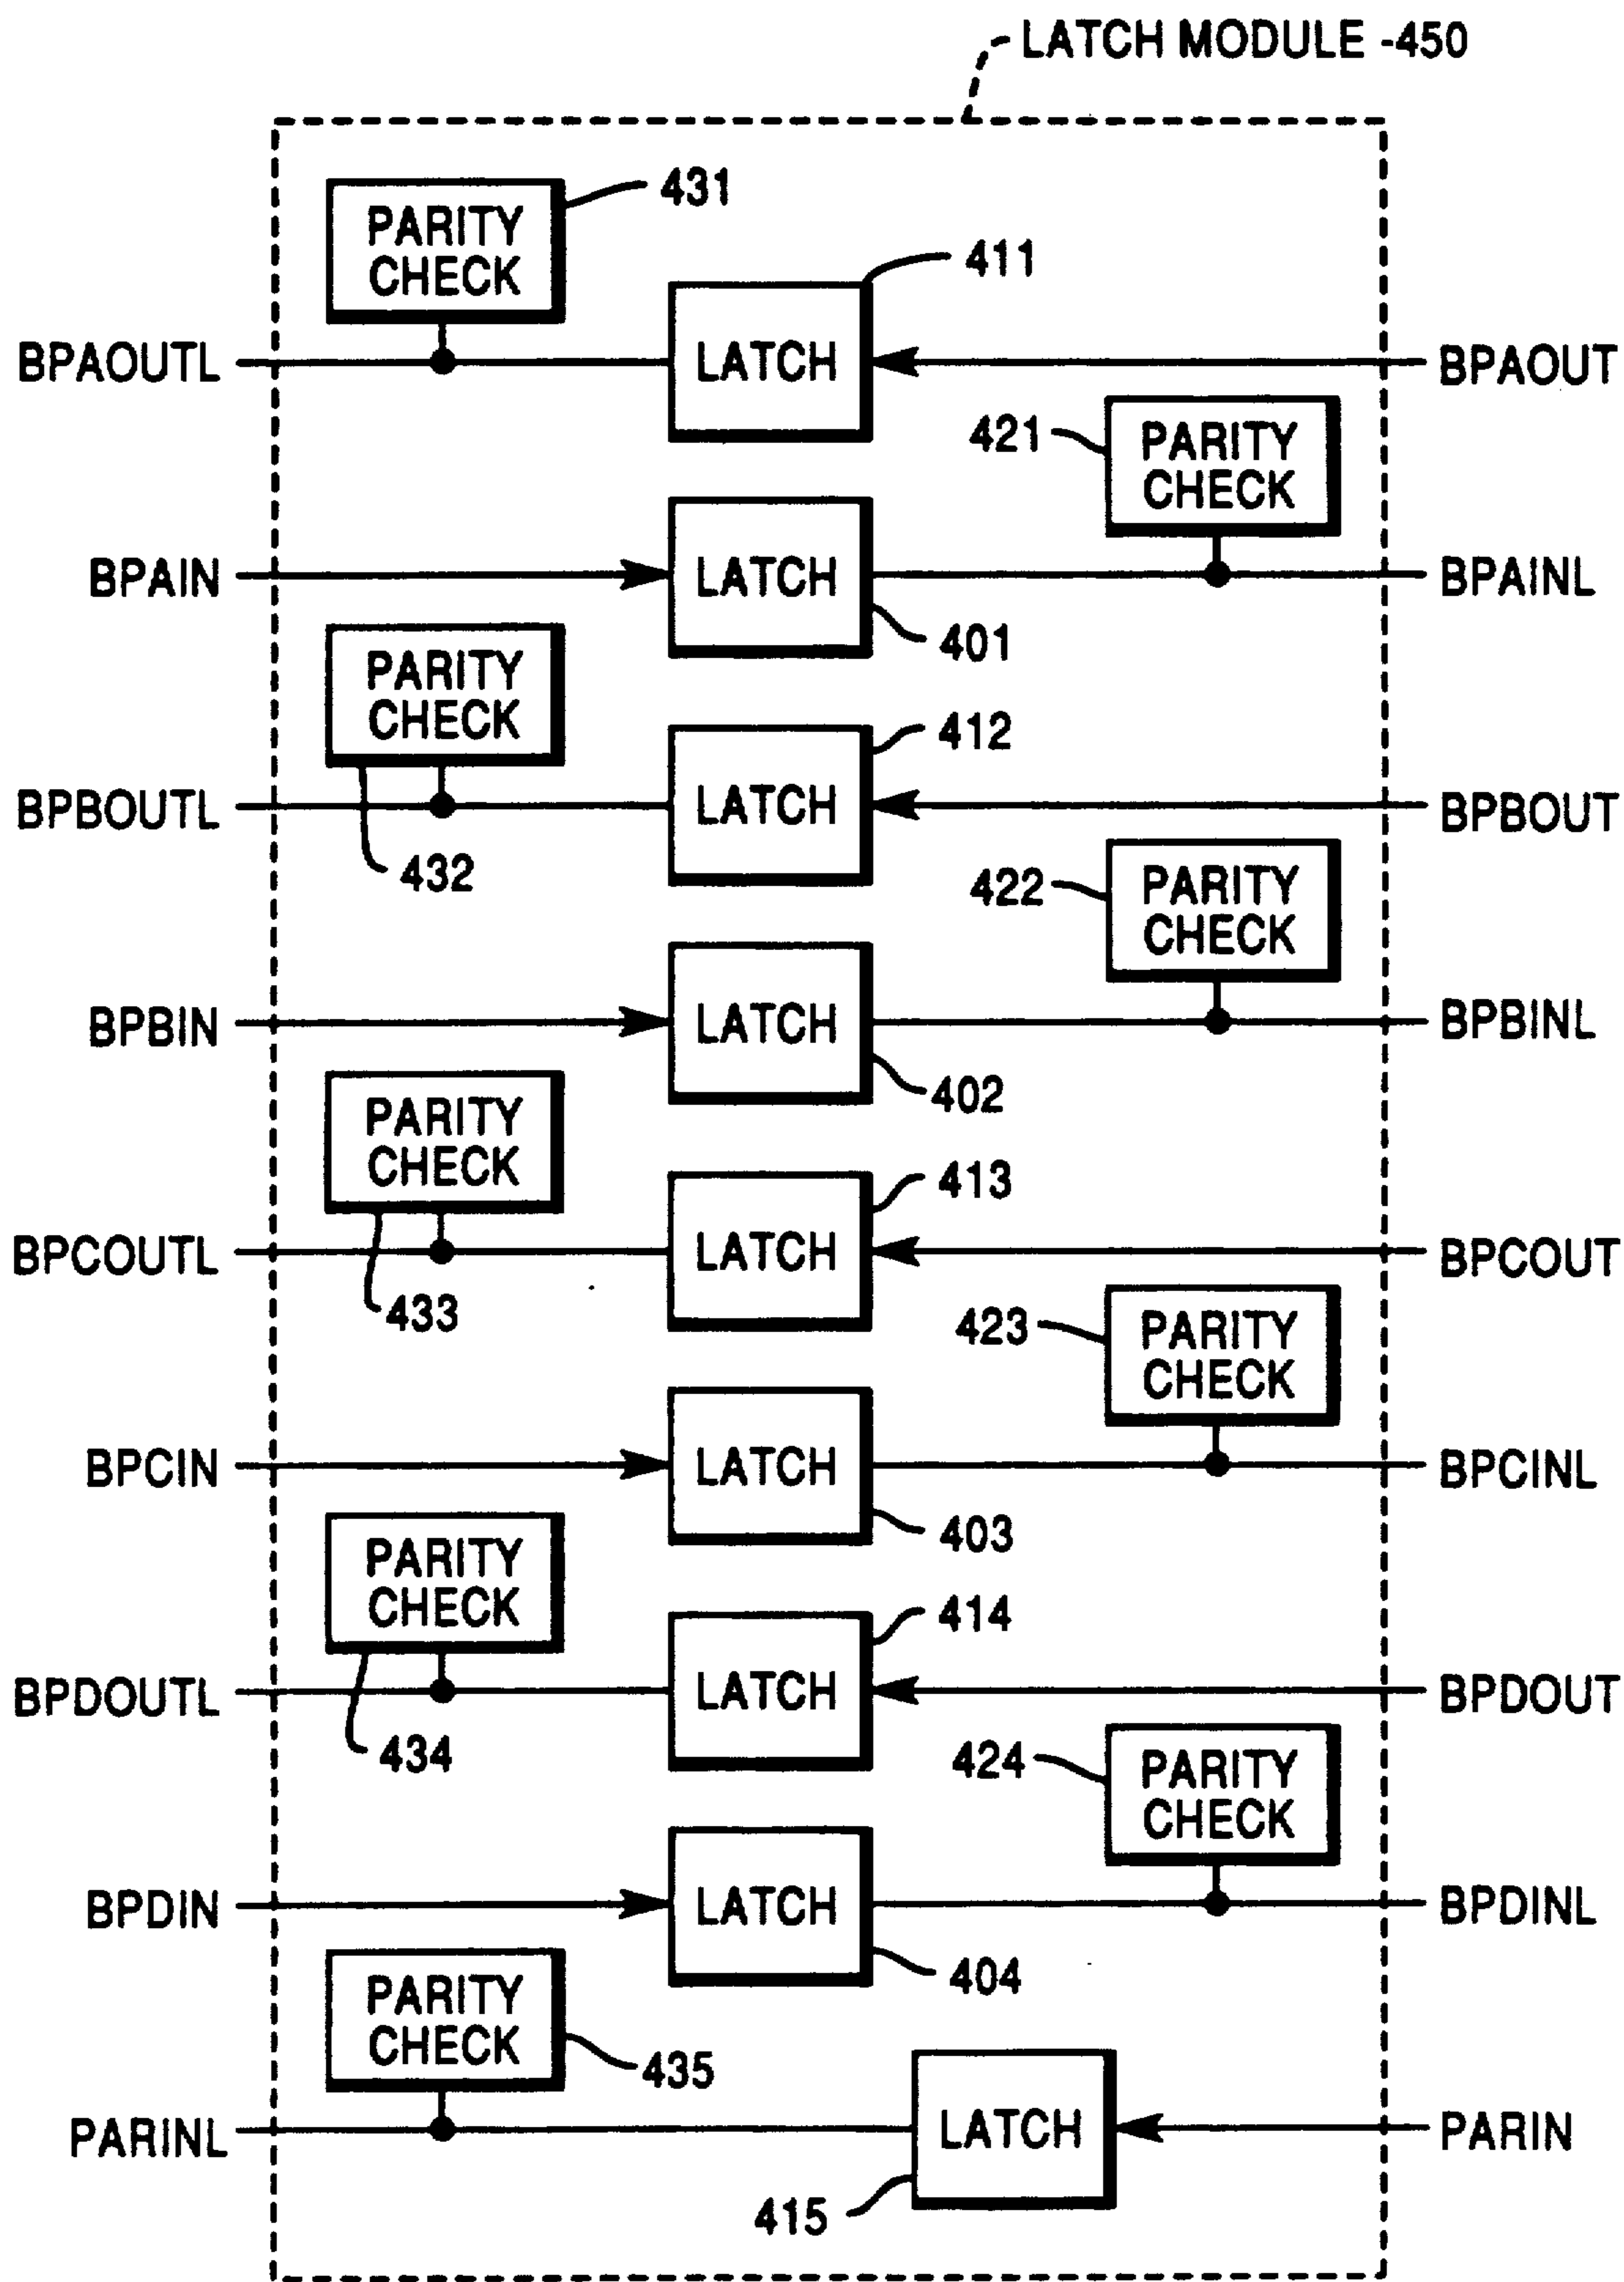 LATCH MODULE -450
PARITY
CHECK
431
411
BPAOUTL
LATCH
BPAOUT
421
PARITY
CHECK
BPAIN
LATCH
BPAINL
401
PARITY
CHECK
412
BPBOUTL
LATCH
BPBOUT
432
422
PARITY
CHECK
BPBIN
LATCH
BPBINL
402
PARITY
CHECK
413
BPCOUTL
LATCH
BPCOUT
433
423
PARITY
CHECK
BPCIN
LATCH
BPCINL
403
PARITY
CHECK
414
BPDOUTL
LATCH
BPDOUT
434
424
PARITY
CHECK
BPDIN
LATCH
BPDINL
404
PARITY
CHECK
435
PARINL
LATCH
PARIN
415